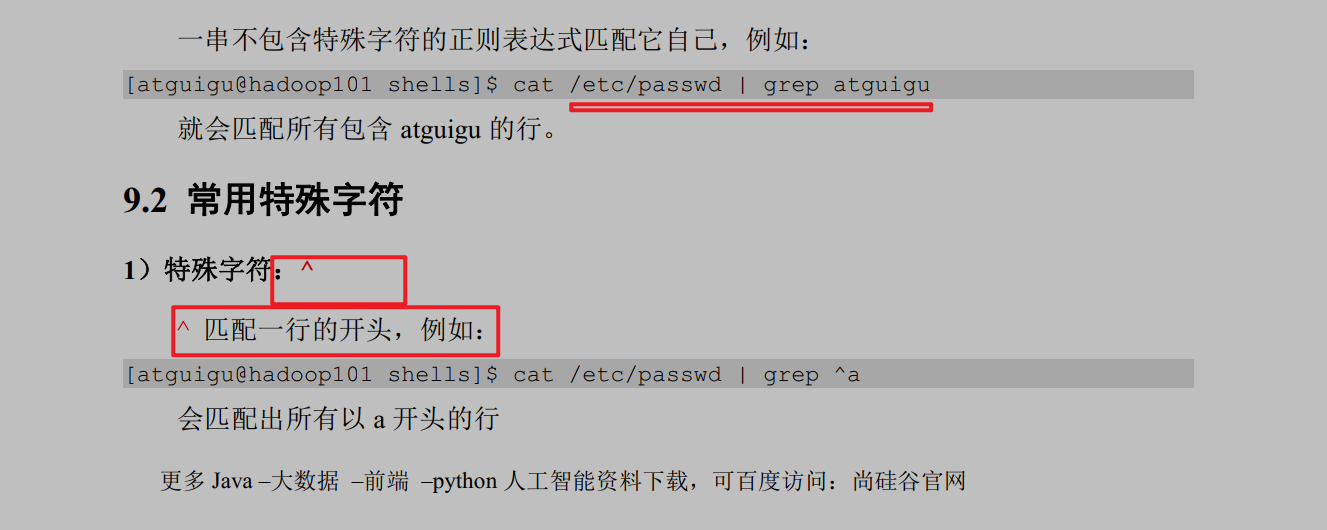 一串不包含特殊字符的正则表达式匹配它自己，例如：
[atguigu@hadoop101 shells]$ cat /etc/passwd | grep atguigu
就会匹配所有包含 atguigu 的行。
9.2 常用特殊字符
1）特殊字符：^
^ 匹配一行的开头，例如：
[atguigu@hadoop101 shells]$ cat /etc/passwd | grep ^a
会匹配出所有以 a 开头的行
更多 Java –大数据 –前端 –python 人工智能资料下载，可百度访问：尚硅谷官网